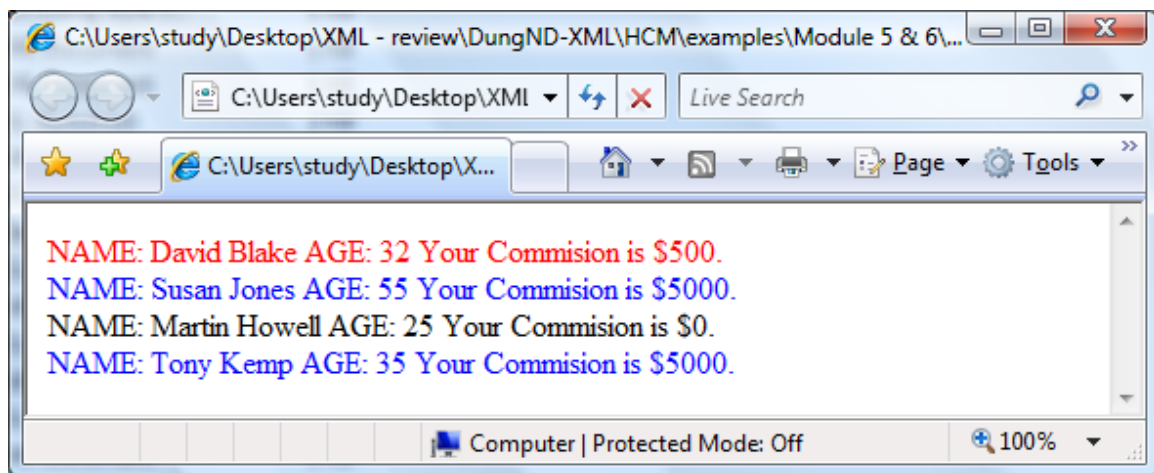 C:\Users\study\Desktop\XML - review\DungND-XML\HCM\examples\Module 5 & 6\...
C:\Users\study\Desktop\XML Live Search
C:\Users\study\Desktop\X... Page Tools
NAME: David Blake AGE: 32 Your Commision is $500.
NAME: Susan Jones AGE: 55 Your Commision is $5000.
NAME: Martin Howell AGE: 25 Your Commision is $0.
NAME: Tony Kemp AGE: 35 Your Commision is $5000.
Computer | Protected Mode: Off 100%